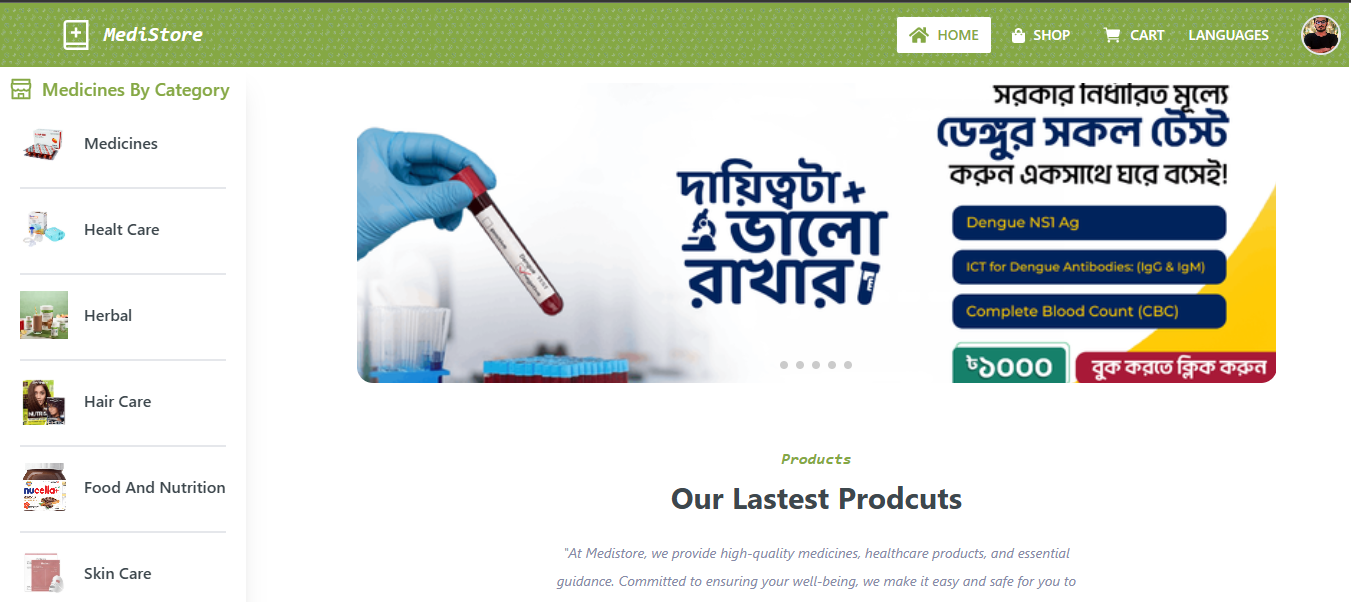 MediStore
HOME
SHOP
CART
LANGUAGES
Medicines By Category
Medicines
Healt Care
Herbal
Hair Care
Food And Nutrition
Skin Care
সরকার নির্ধারিত মূল্যে
ডেঙ্গুর সকল টেস্ট
করুন একসাথে ঘরে বসেই!
দায়িত্বটা
ভালো
রাখার
Dengue NS1 Ag
ICT for Dengue Antibodies: (IgG & IgM)
Complete Blood Count (CBC)
৳১০০০
বুক করতে ক্লিক করুন
Products
Our Lastest Prodcuts
"At Medistore, we provide high-quality medicines, healthcare products, and essential
guidance. Committed to ensuring your well-being, we make it easy and safe for you to